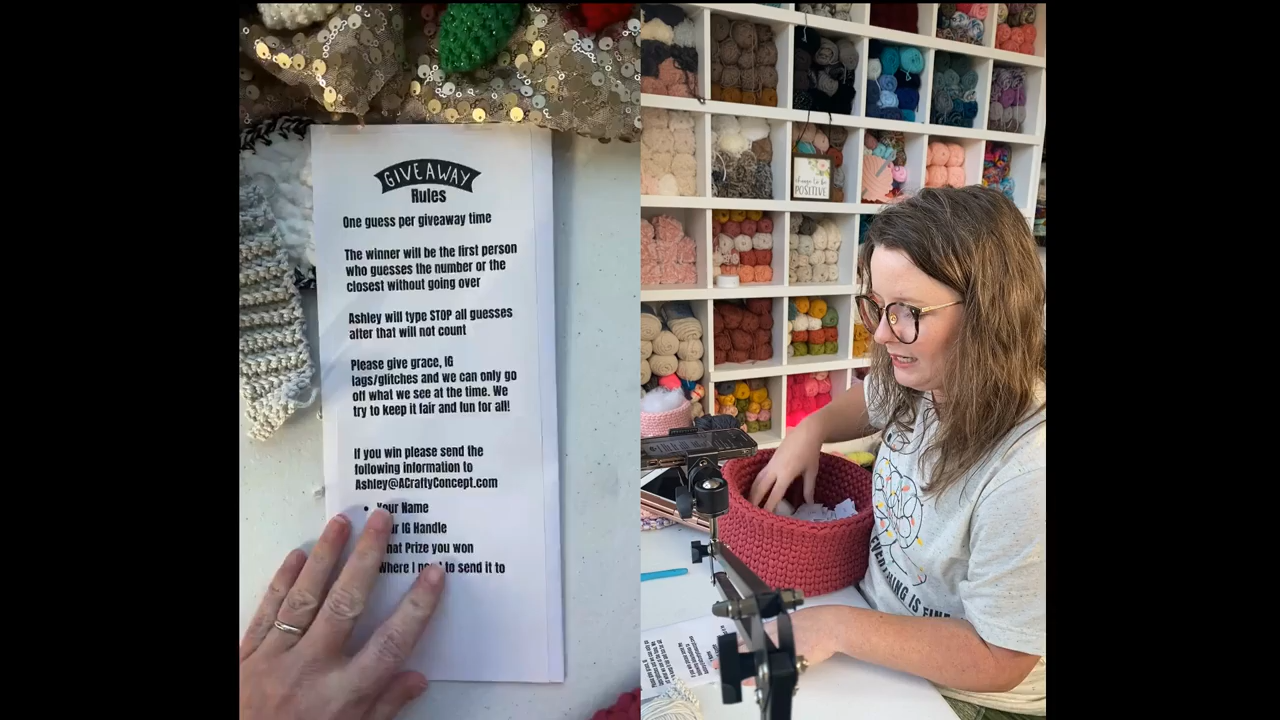 GIVEAWAY
Rules
One guess per giveaway time
The winner will be the first person
who guesses the number or the
closest without going over
Ashley will type STOP all guesses
after that will not count
Please give grace, IG
lags/glitches and we can only go
off what we see at the time. We
try to keep it fair and fun for all!
If you win please send the
following information to
Ashley@ACraftyConcept.com
• Your Name
IG Handle
Prize you won
Where I to send it to
POSITIVE
EVERYTHING IS